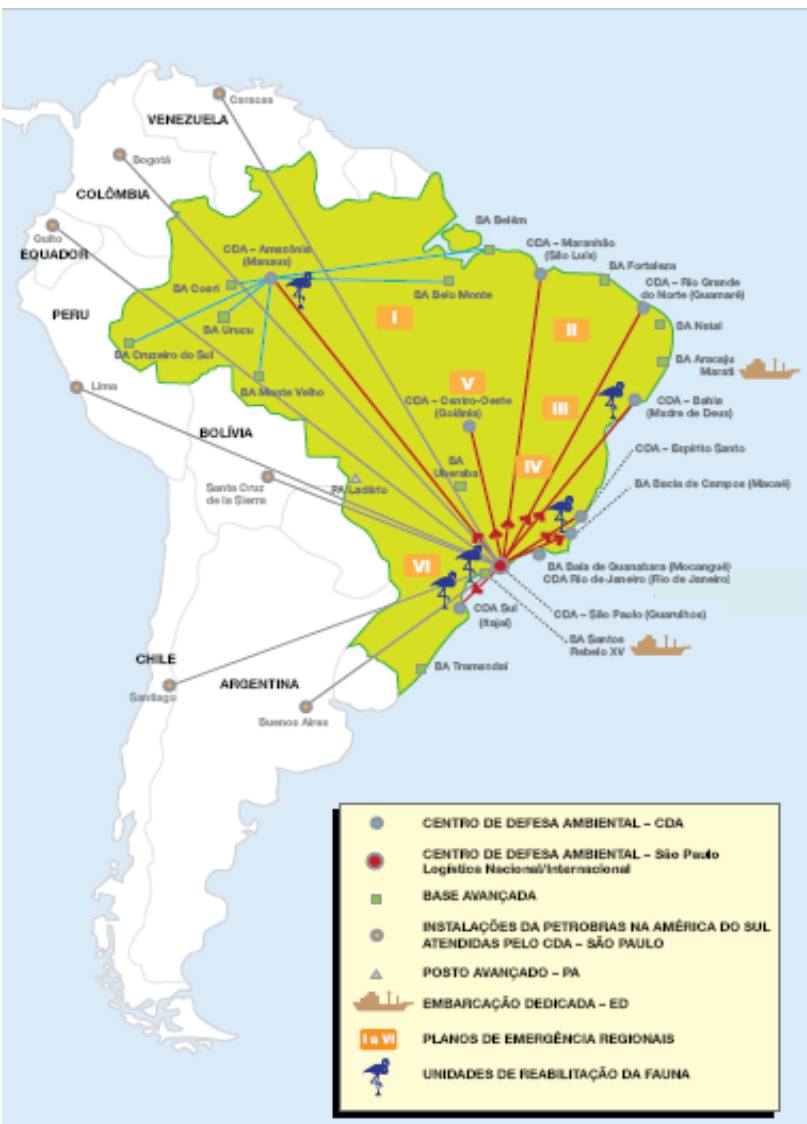 Caracas
VENEZUELA
Bogotá
COLÔMBIA
Quito
EQUADOR
PERU
Lima
CDA – Amazônia
(Manaus)
BA Coari
BA Urucu
BA Cruzeiro do Sul
BA Monte Velho
BA Belo Monte
BA Belém
CDA – Maranhão
(São Luís)
BA Fortaleza
CDA – Rio Grande
do Norte (Guamaré)
BA Natal
BA Aracaju
Marati
CDA – Bahia
(Madre de Deus)
CDA – Espírito Santo
BA Bacia de Campos (Macaé)
I
II
III
IV
V
CDA – Centro-Oeste
(Goiânia)
BA
Uberaba
BOLÍVIA
Santa Cruz
de la Sierra
PA Ladário
VI
BA Baía de Guanabara (Mocanguê)
CDA Rio de Janeiro (Rio de Janeiro)
CDA – São Paulo (Guarulhos)
CDA Sul
(Itajaí)
BA Santos
Rebelo XV
BA Tramandaí
CHILE
Santiago
ARGENTINA
Buenos Aires
CENTRO DE DEFESA AMBIENTAL – CDA
CENTRO DE DEFESA AMBIENTAL – São Paulo
Logística Nacional/Internacional
BASE AVANÇADA
INSTALAÇÕES DA PETROBRAS NA AMÉRICA DO SUL
ATENDIDAS PELO CDA – SÃO PAULO
POSTO AVANÇADO – PA
EMBARCAÇÃO DEDICADA – ED
I a VI PLANOS DE EMERGÊNCIA REGIONAIS
UNIDADES DE REABILITAÇÃO DA FAUNA